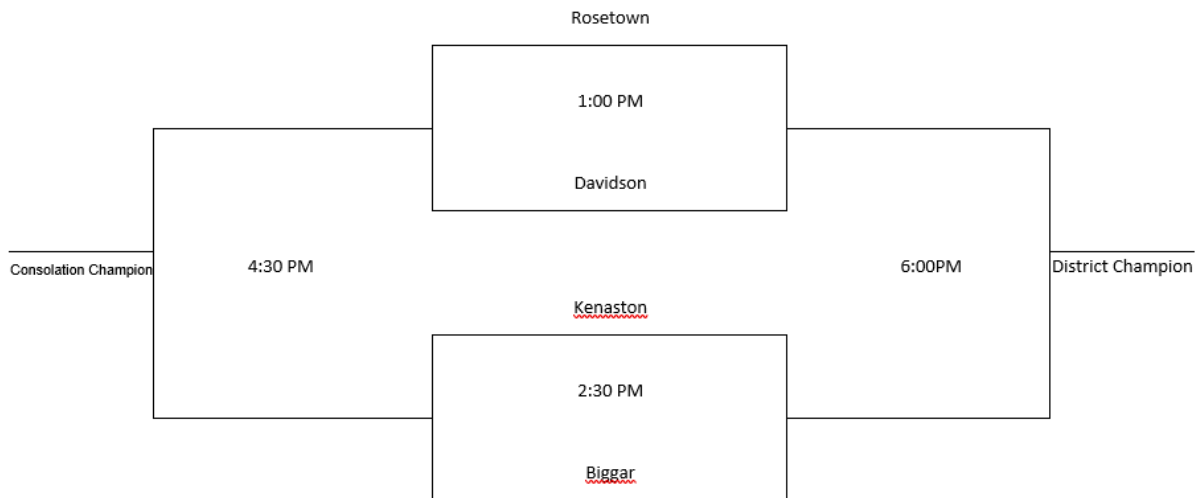 Rosetown
1:00 PM
Davidson
Consolation Champion
4:30 PM
6:00PM
District Champion
Kenaston
2:30 PM
Biggar